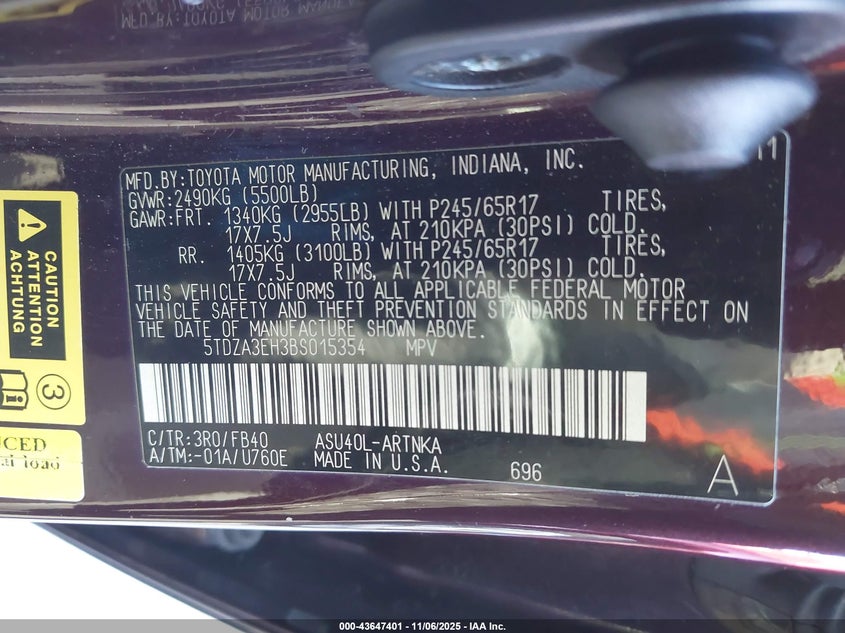 11
MFD.BY:TOYOTA MOTOR MANUFACTURING, INDIANA, INC.
GVWR:2490KG (5500LB)
GAWR:FRT. 1340KG (2955LB) WITH P245/65R17 TIRES,
17X7.5J RIMS, AT 210KPA (30PSI) COLD.
RR. 1405KG (3100LB) WITH P245/65R17 TIRES,
17X7.5J RIMS, AT 210KPA (30PSI) COLD.
THIS VEHICLE CONFORMS TO ALL APPLICABLE FEDERAL MOTOR
VEHICLE SAFETY AND THEFT PREVENTION STANDARDS IN EFFECT ON
THE DATE OF MANUFACTURE SHOWN ABOVE.
5TDZA3EH3BS015354 MPV
C/TR:3R0/FB40 ASU40L-ARTNKA
A/TM:-01A/U760E MADE IN U.S.A.
696 A
CAUTION
ATTENTION
ACHTUNG
3
load
000-43647401 - 11/06/2025 - IAA Inc.